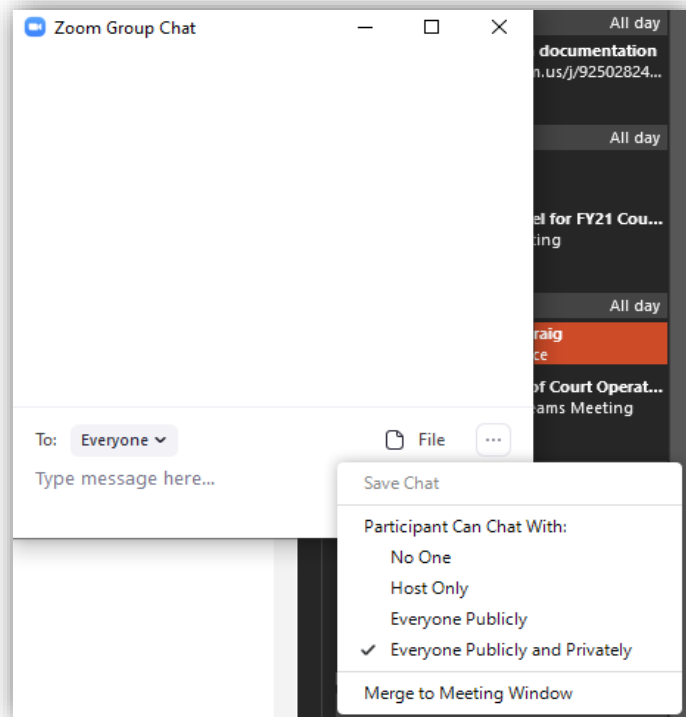 Zoom Group Chat
All day
documentation
n.us/j/92502824...
All day
el for FY21 Cou...
ting
All day
raig
ce
of Court Operat...
eams Meeting
To: Everyone
File
...
Type message here...
Save Chat
Participant Can Chat With:
No One
Host Only
Everyone Publicly
Everyone Publicly and Privately
Merge to Meeting Window